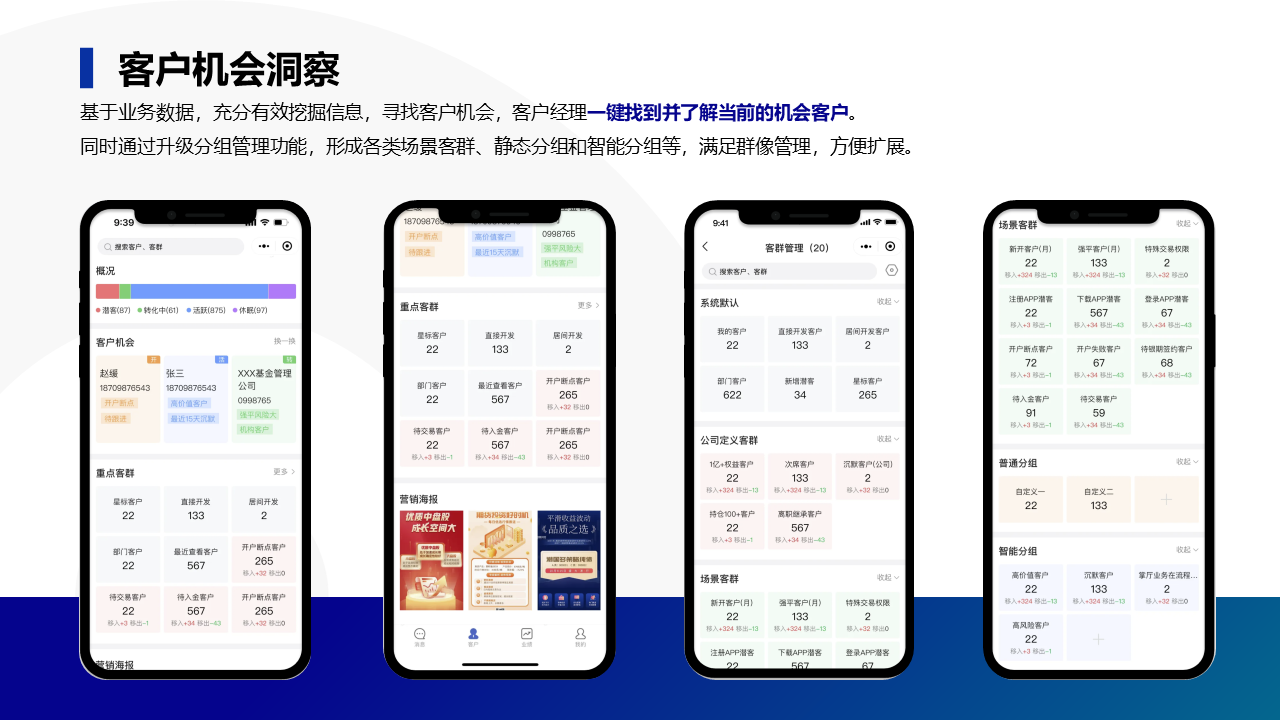 客户机会洞察
基于业务数据，充分有效挖掘信息，寻找客户机会，客户经理一键找到并了解当前的机会客户。
同时通过升级分组管理功能，形成各类场景客群、静态分组和智能分组等，满足群像管理，方便扩展。
9:39
搜索客户、客群
概况
潜客(87) 转化中(61) 活跃(875) 休眠(97)
客户机会 换一换
开 活 钻
赵缓 张三 XXX基金管理公司
18709876543 18709876543 0998765
开户断点 高价值客户 强平风险大
待跟进 最近15天沉默 机构客户
重点客群 更多
星标客户 直接开发 居间开发
22 133 2
部门客户 最近查看客户 开户断点客户
22 567 265
移入+32 移出0
待交易客户 待入金客户 开户断点客户
22 567 265
移入+3 移出-1 移入+34 移出-43 移入+32 移出0
营销海报
18709876543 18709876543 0998765
开户断点 高价值客户 强平风险大
待跟进 最近15天沉默 机构客户
重点客群 更多
星标客户 直接开发 居间开发
22 133 2
部门客户 最近查看客户 开户断点客户
22 567 265
移入+32 移出0
待交易客户 待入金客户 开户断点客户
22 567 265
移入+3 移出-1 移入+34 移出-43 移入+32 移出0
营销海报
优质中盘股 平滑收益波动
成长空间大 《品质之选》
消息 客户 业绩 我的
9:41
客群管理（20）
搜索客户、客群
系统默认 收起
我的客户 直接开发客户 居间开发客户
22 133 2
部门客户 新增潜客 星标客户
622 34 265
公司定义客群 收起
1亿+权益客户 次席客户 沉默客户(公司)
22 133 2
移入+324 移出-13 移入+324 移出-13 移入+32 移出0
持仓100+客户 离职继承客户
22 567
移入+3 移出-1 移入+34 移出-43
场景客群 收起
新开客户(月) 强平客户(月) 特殊交易权限
22 133 2
移入+324 移出-13 移入+324 移出-13 移入+32 移出0
注册APP潜客 下载APP潜客 登录APP潜客
22 567 67
场景客群 收起
新开客户(月) 强平客户(月) 特殊交易权限
22 133 2
移入+324 移出-13 移入+324 移出-13 移入+32 移出0
注册APP潜客 下载APP潜客 登录APP潜客
22 567 67
移入+3 移出-1 移入+34 移出-43 移入+34 移出-43
开户断点客户 开户失败客户 待银期签约客户
72 67 68
移入+3 移出-1 移入+34 移出-43 移入+34 移出-43
待入金客户 待交易客户
91 59
移入+3 移出-1 移入+34 移出-43
普通分组 收起
自定义一 自定义二
22 133
智能分组 收起
高价值客户 沉默客户 掌厅业务在流程...
22 133 2
移入+324 移出-13 移入+324 移出-13 移入+32 移出0
高风险客户
22
移入+3 移出-1